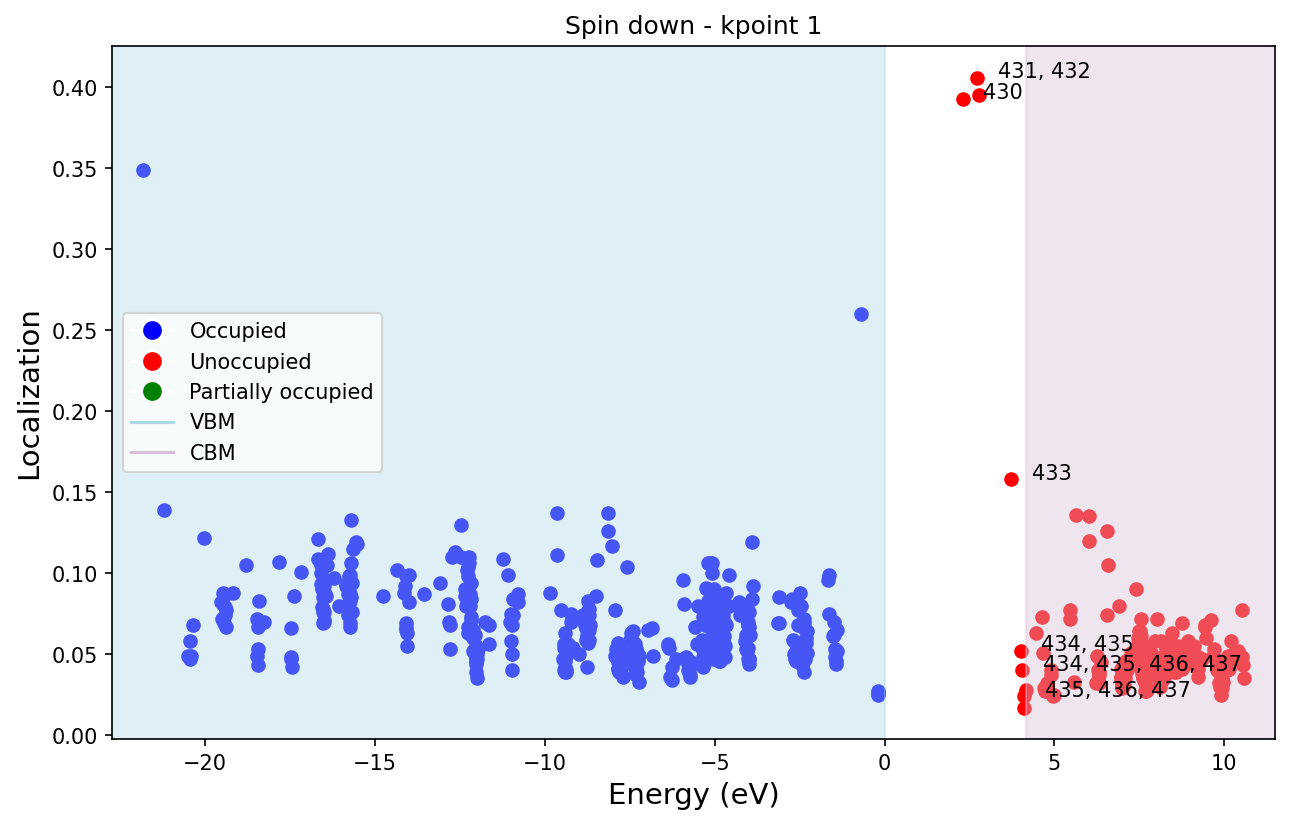 Spin down - kpoint 1
Localization
0.40
0.35
0.30
0.25
0.20
0.15
0.10
0.05
0.00
431, 432
430
433
434, 435
434, 435, 436, 437
435, 436, 437
Occupied
Unoccupied
Partially occupied
VBM
CBM
−20
−15
−10
−5
0
5
10
Energy (eV)